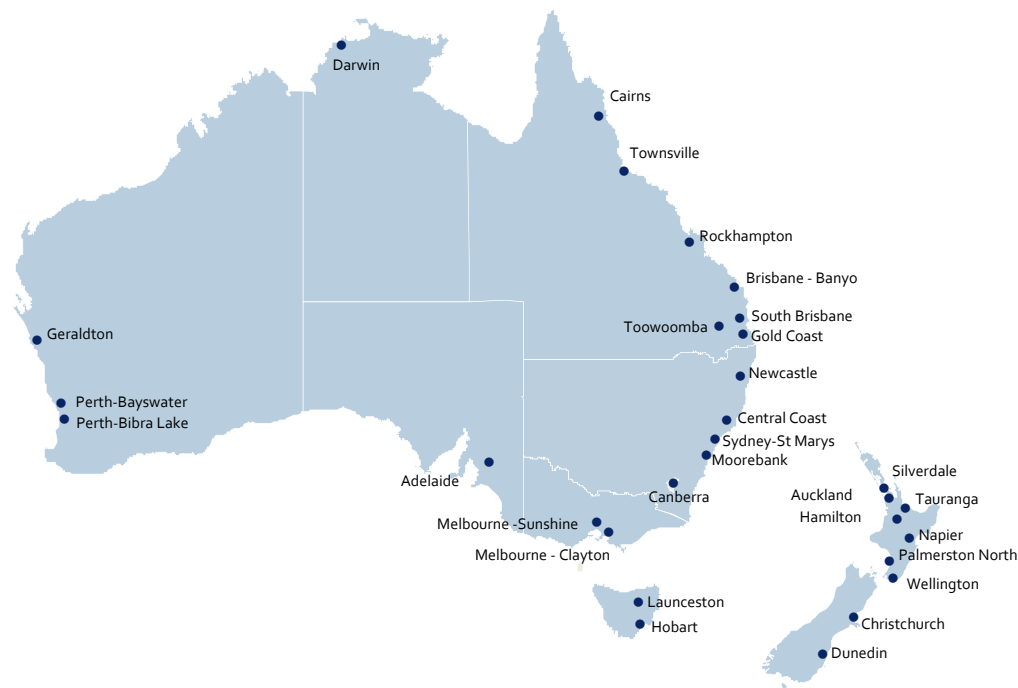 Darwin
Cairns
Townsville
Rockhampton
Brisbane - Banyo
South Brisbane
Toowoomba
Gold Coast
Geraldton
Newcastle
Perth-Bayswater
Central Coast
Perth-Bibra Lake
Sydney-St Marys
Moorebank
Silverdale
Adelaide
Auckland
Canberra
Tauranga
Hamilton
Melbourne -Sunshine
Napier
Melbourne - Clayton
Palmerston North
Wellington
Launceston
Christchurch
Hobart
Dunedin